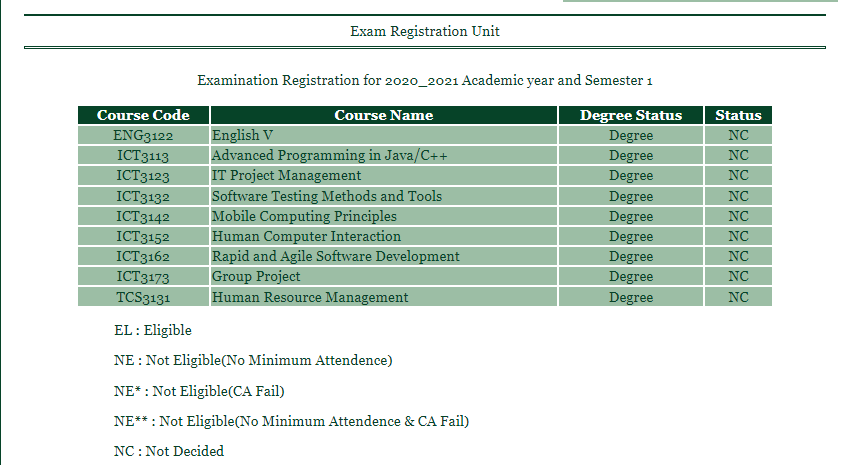 Exam Registration Unit
Examination Registration for 2020_2021 Academic year and Semester 1
Course Code Course Name Degree Status Status
ENG3122 English V Degree NC
ICT3113 Advanced Programming in Java/C++ Degree NC
ICT3123 IT Project Management Degree NC
ICT3132 Software Testing Methods and Tools Degree NC
ICT3142 Mobile Computing Principles Degree NC
ICT3152 Human Computer Interaction Degree NC
ICT3162 Rapid and Agile Software Development Degree NC
ICT3173 Group Project Degree NC
TCS3131 Human Resource Management Degree NC
EL : Eligible
NE : Not Eligible(No Minimum Attendence)
NE* : Not Eligible(CA Fail)
NE** : Not Eligible(No Minimum Attendence & CA Fail)
NC : Not Decided